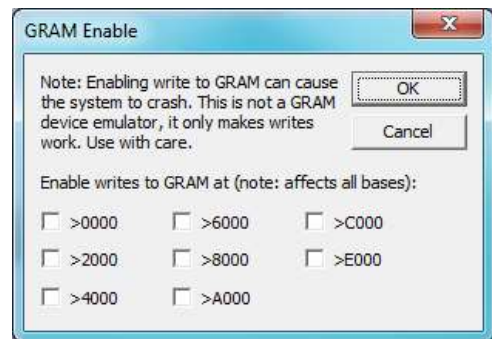 GRAM Enable
Note: Enabling write to GRAM can cause
the system to crash. This is not a GRAM
device emulator, it only makes writes
work. Use with care.
OK
Cancel
Enable writes to GRAM at (note: affects all bases):
>0000 >6000 >C000
>2000 >8000 >E000
>4000 >A000